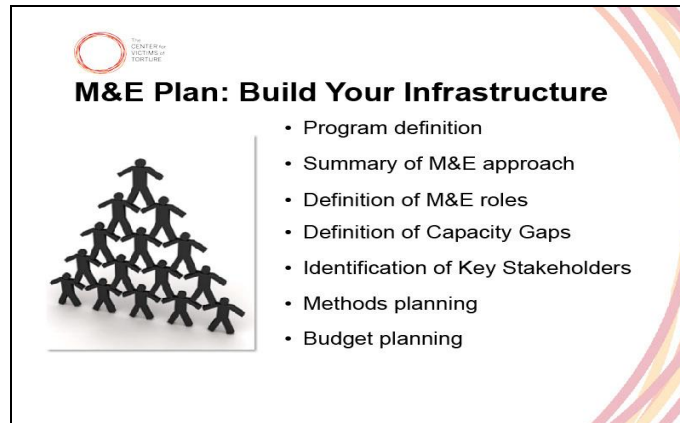 The
CENTER for
VICTIMS of
TORTURE
M&E Plan: Build Your Infrastructure
• Program definition
• Summary of M&E approach
• Definition of M&E roles
• Definition of Capacity Gaps
• Identification of Key Stakeholders
• Methods planning
• Budget planning